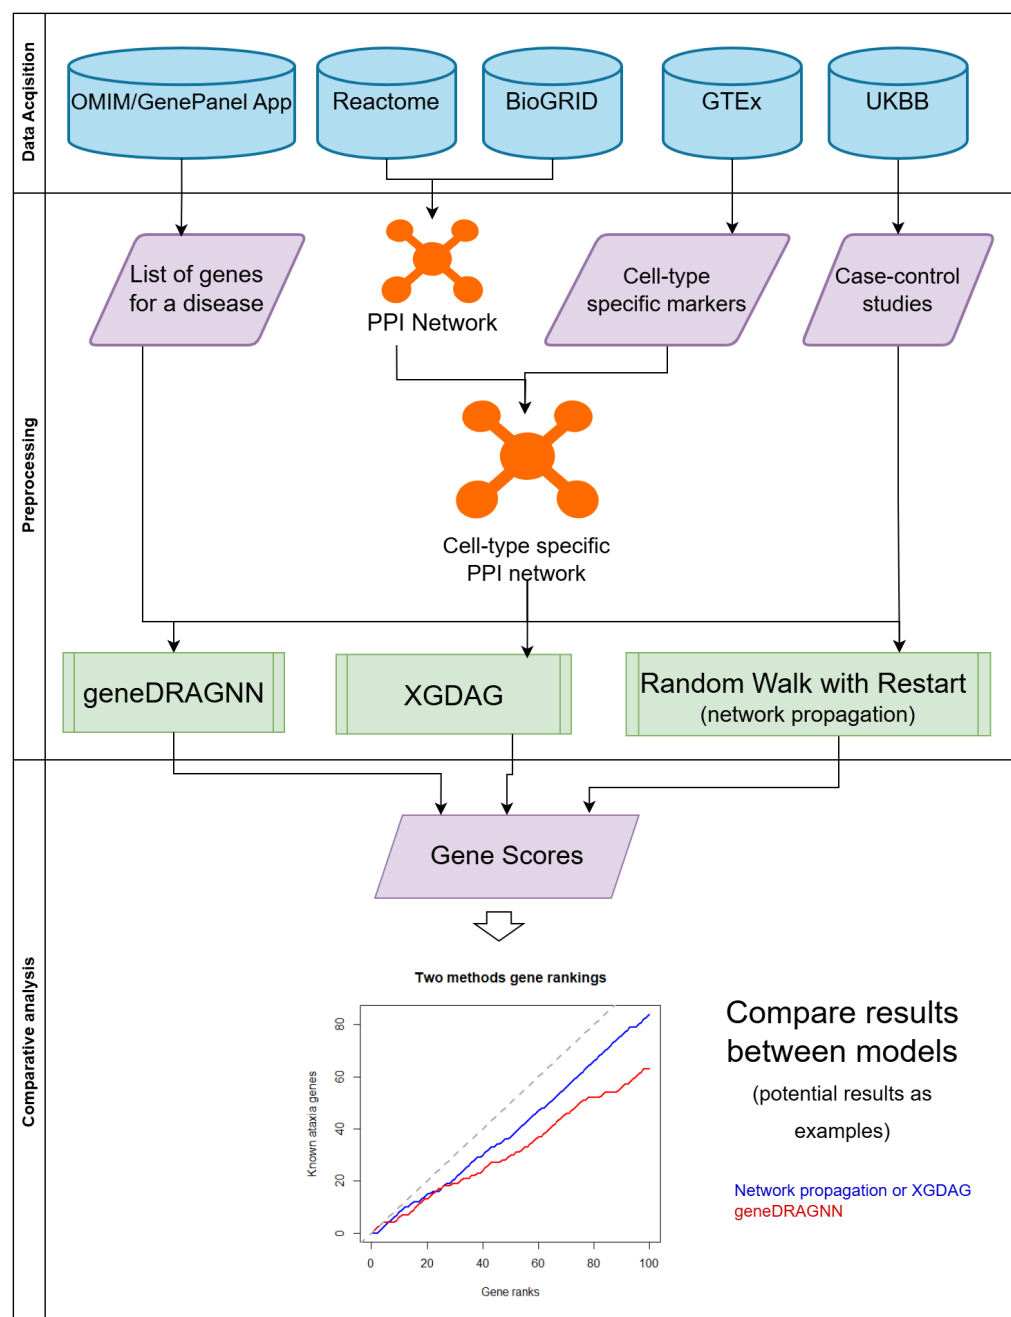 Data Acqisition
OMIM/GenePanel App
Reactome
BioGRID
GTEx
UKBB
Preprocessing
List of genes
for a disease
PPI Network
Cell-type
specific markers
Case-control
studies
Cell-type specific
PPI network
geneDRAGNN
XGDAG
Random Walk with Restart
(network propagation)
Comparative analysis
Gene Scores
Two methods gene rankings
Known ataxia genes
80
60
40
20
0
0 20 40 60 80 100
Gene ranks
Compare results
between models
(potential results as
examples)
Network propagation or XGDAG
geneDRAGNN